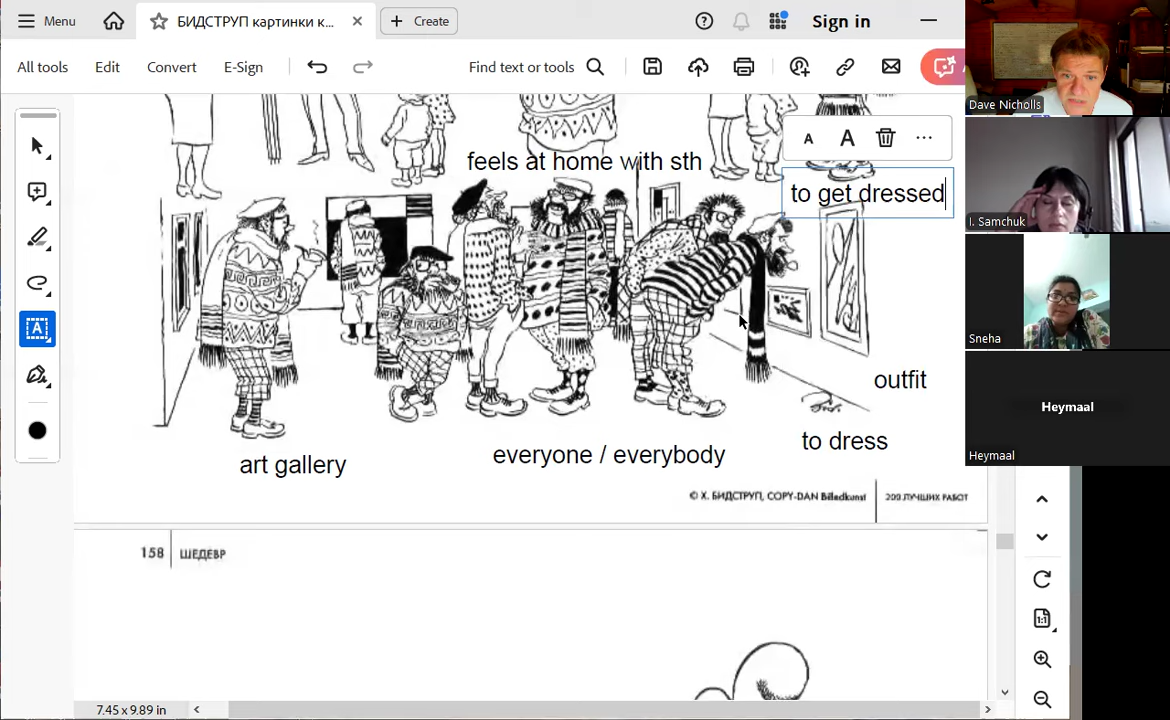 Menu
БИДСТРУП картинки к...
Create
Sign in
All tools
Edit
Convert
E-Sign
Find text or tools
A A ...
feels at home with sth
to get dressed
A
outfit
to dress
everyone / everybody
art gallery
© Х. БИДСТРУП, COPY-DAN Billedkunst
200 ЛУЧШИХ РАБОТ
158 ШЕДЕВР
1:1
7.45 x 9.89 in
Dave Nicholls
I. Samchuk
Sneha
Heymaal
Heymaal